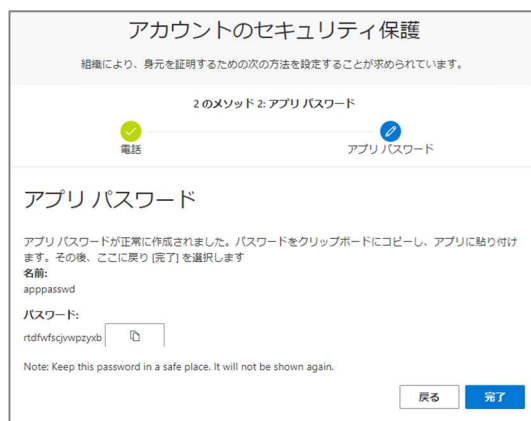 アカウントのセキュリティ保護
組織により、身元を証明するための次の方法を設定することが求められています。
2 のメソッド 2: アプリ パスワード
電話
アプリ パスワード
アプリ パスワード
アプリ パスワードが正常に作成されました。パスワードをクリップボードにコピーし、アプリに貼り付け
ます。その後、ここに戻り [完了] を選択します
名前:
apppasswd
パスワード:
rtdfwfscjvwpzyxb
Note: Keep this password in a safe place. It will not be shown again.
戻る
完了